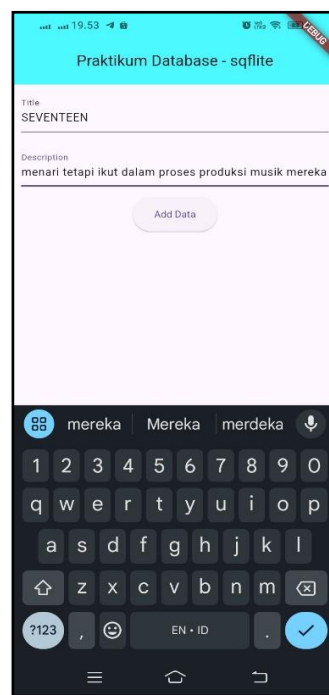 19.53
DEBUG
Praktikum Database - sqflite
Title
SEVENTEEN
Description
menari tetapi ikut dalam proses produksi musik mereka
Add Data
mereka Mereka merdeka
1 2 3 4 5 6 7 8 9 0
q w e r t y u i o p
a s d f g h j k l
z x c v b n m
?123 , EN • ID .